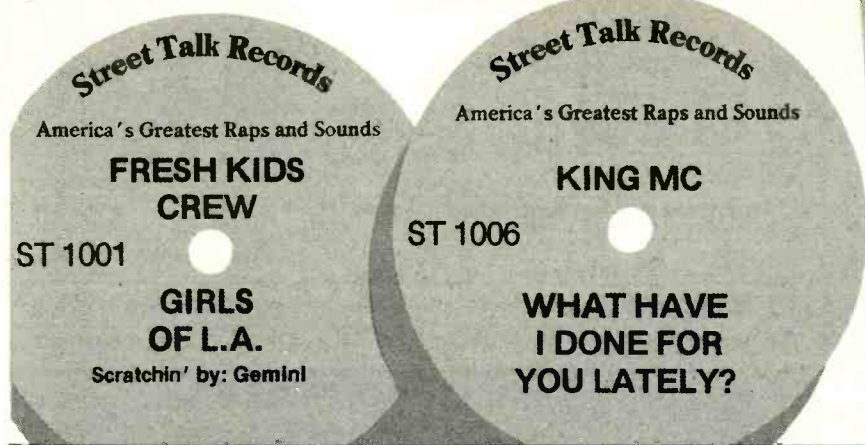 Street Talk Records
America's Greatest Raps and Sounds
FRESH KIDS
CREW
ST 1001
GIRLS
OF L.A.
Scratchin' by: Gemini
Street Talk Records
America's Greatest Raps and Sounds
KING MC
ST 1006
WHAT HAVE
I DONE FOR
YOU LATELY?